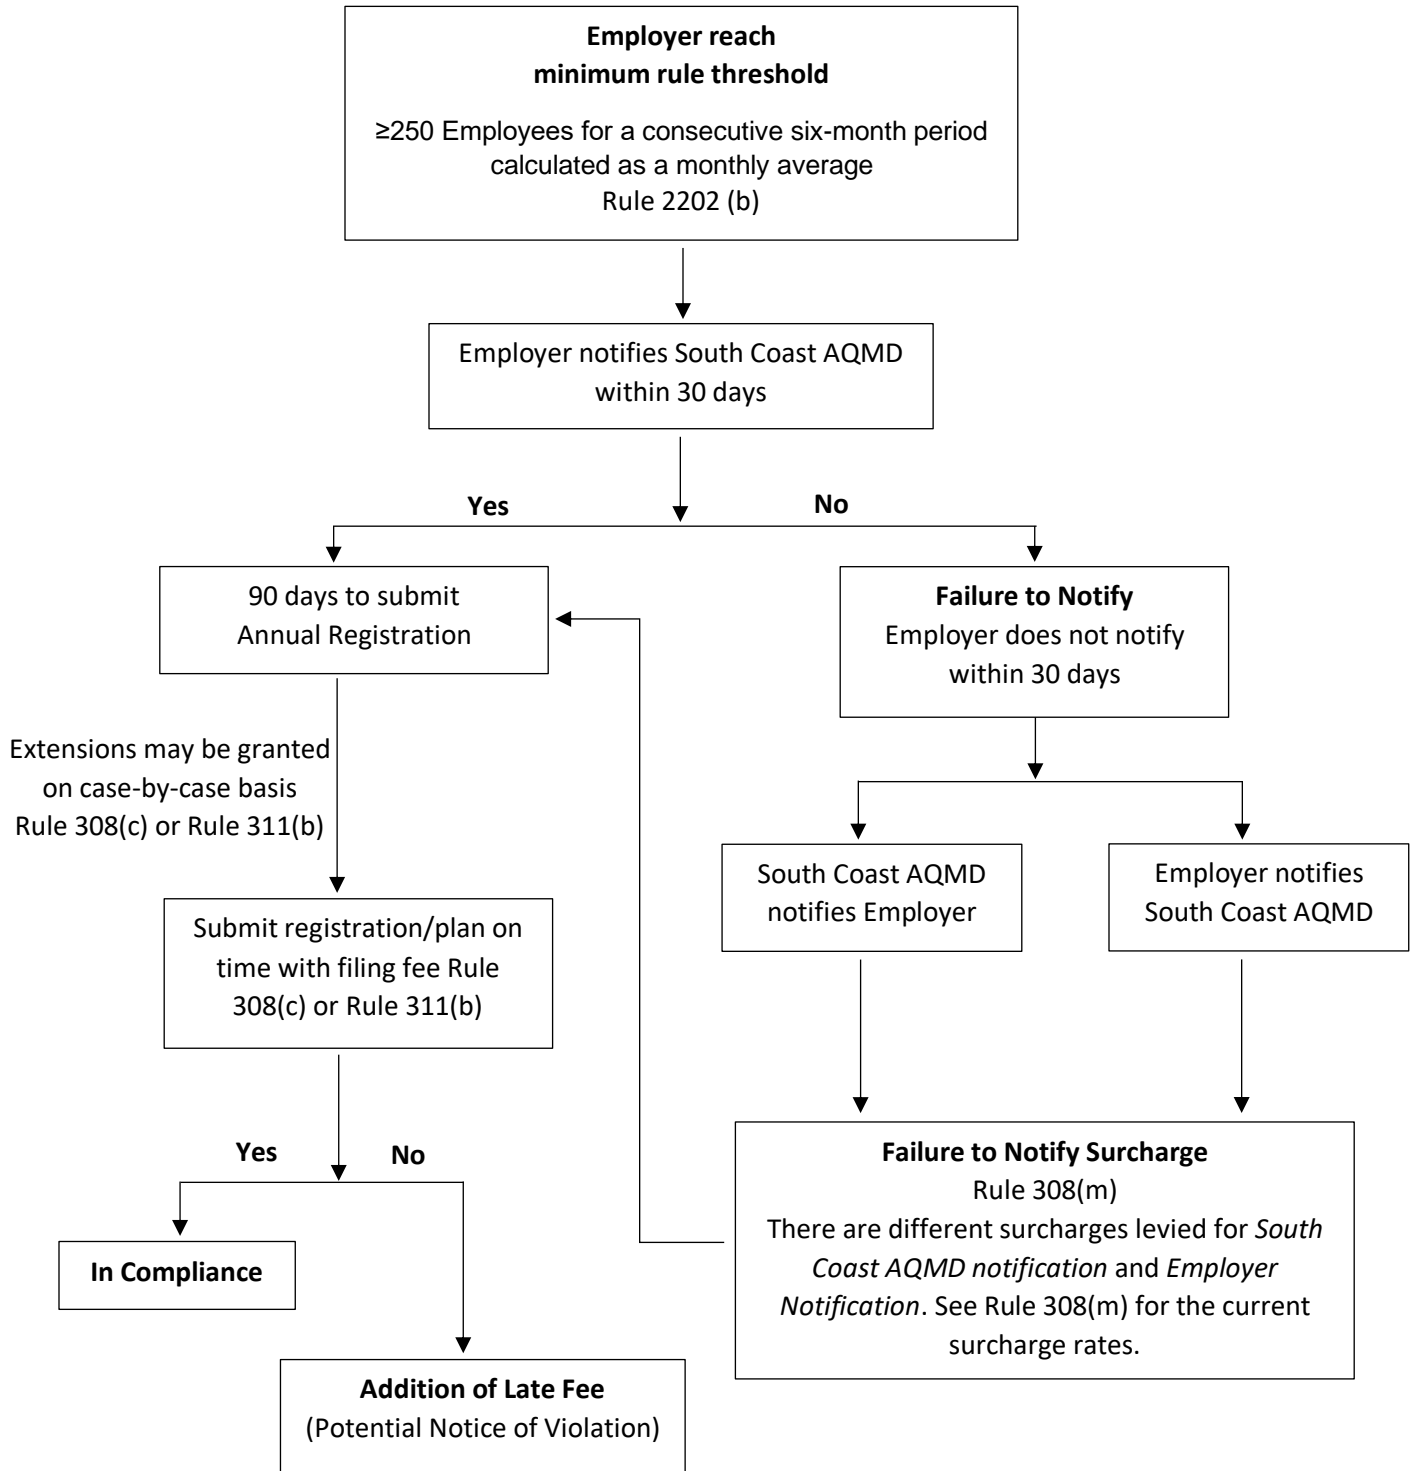 Employer reach
minimum rule threshold
≥250 Employees for a consecutive six-month period
calculated as a monthly average
Rule 2202 (b)
Employer notifies South Coast AQMD
within 30 days
Yes
No
90 days to submit
Annual Registration
Failure to Notify
Employer does not notify
within 30 days
Extensions may be granted
on case-by-case basis
Rule 308(c) or Rule 311(b)
South Coast AQMD
notifies Employer
Employer notifies
South Coast AQMD
Submit registration/plan on
time with filing fee Rule
308(c) or Rule 311(b)
Yes
No
Failure to Notify Surcharge
Rule 308(m)
There are different surcharges levied for South
Coast AQMD notification and Employer
Notification. See Rule 308(m) for the current
surcharge rates.
In Compliance
Addition of Late Fee
(Potential Notice of Violation)